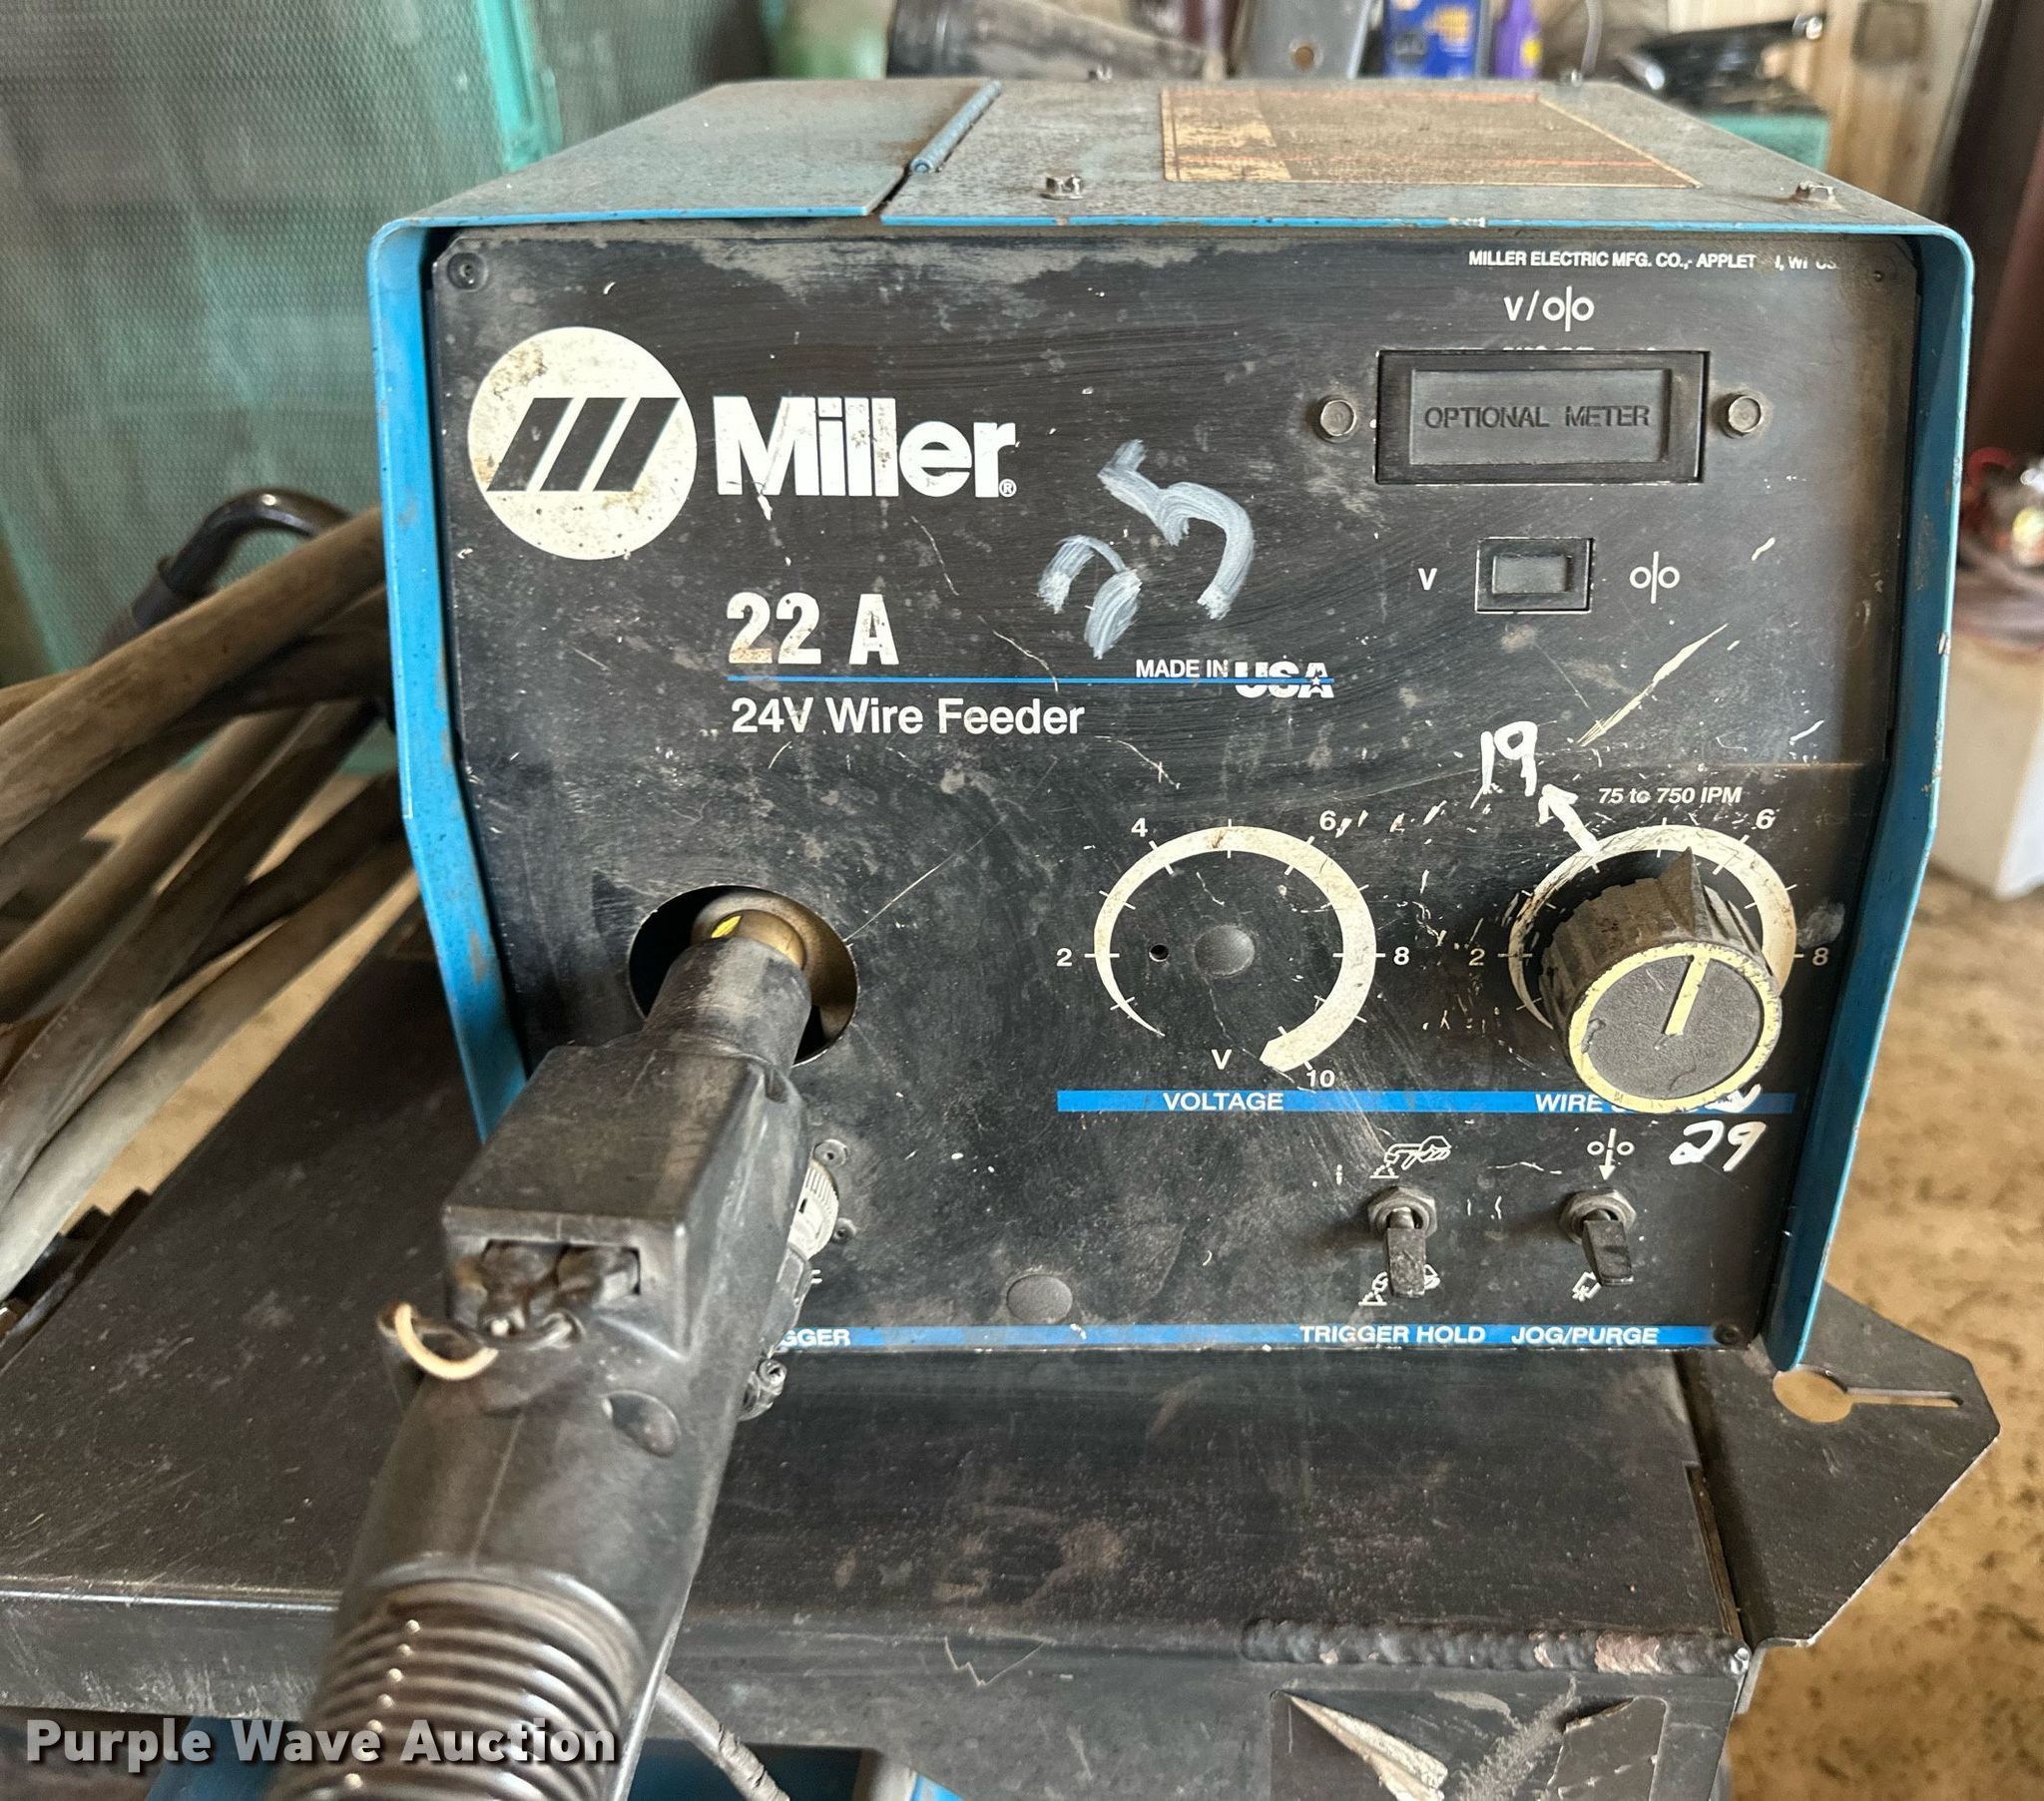 MILLER ELECTRIC MFG. CO., APPLET
V/
OPTIONAL METER
Miller®
V
22 A
25
MADE IN USA
24V Wire Feeder
19
75 to 750 IPM
4 6 6
2 8 2 8
V 10
VOLTAGE WIRE
29
GGER TRIGGER HOLD JOG/PURGE
Purple Wave Auction